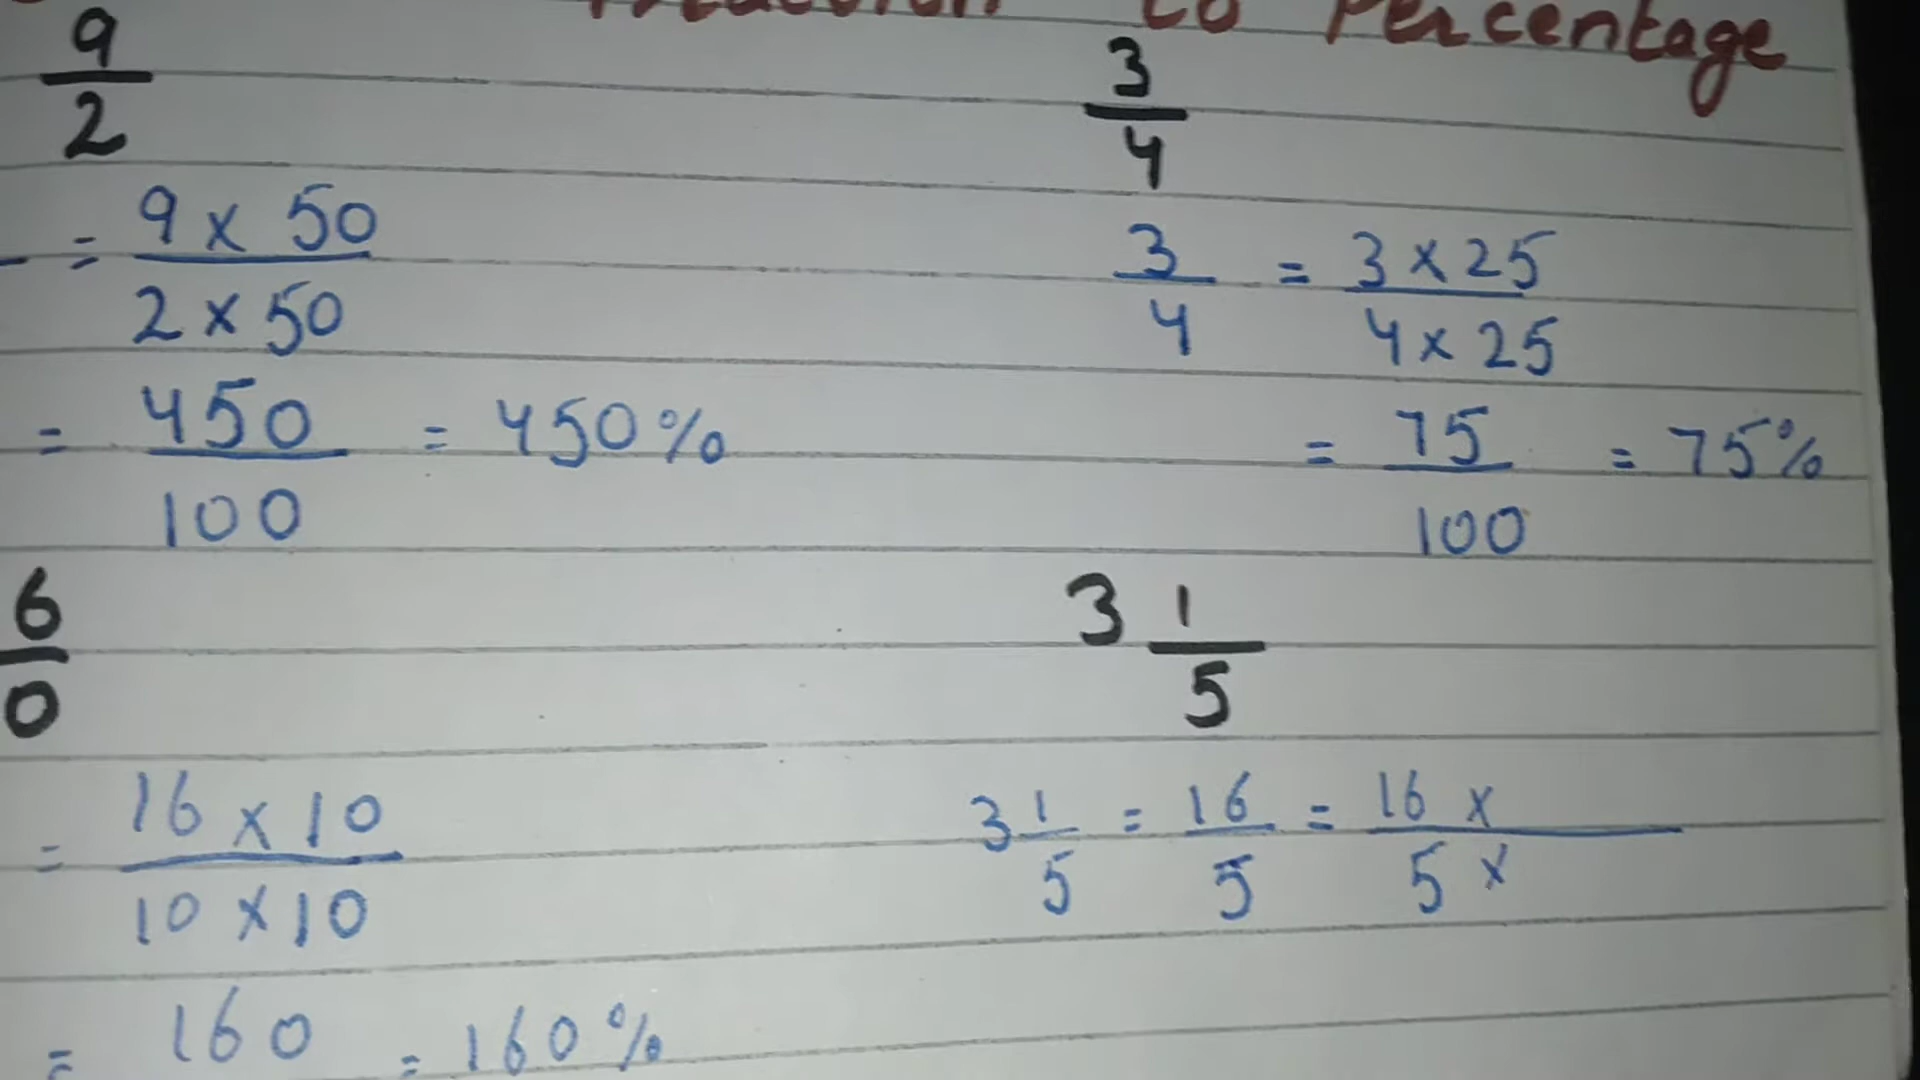 to Percentage
9/2
3/4
= 9 x 50 / 2 x 50
3/4 = 3 x 25 / 4 x 25
= 450/100 = 450%
= 75/100 = 75%
6/0
3 1/5
= 16 x 10 / 10 x 10
3 1/5 = 16/5 = 16 x / 5 x
= 160 = 160%